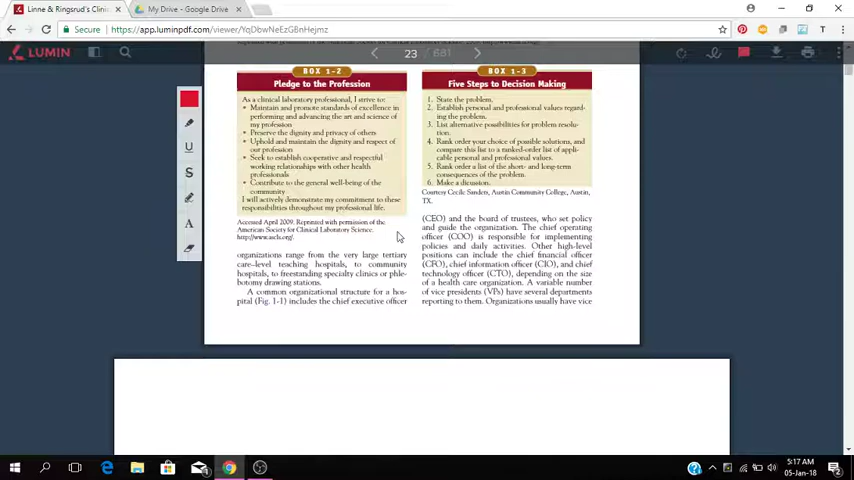 Linne & Ringsrud's Clinic
My Drive - Google Drive
Secure
https://app.luminpdf.com/viewer/YqDbwNeEzGBnHejmz
LUMIN
23 / 681
BOX 1-2
Pledge to the Profession
As a clinical laboratory professional, I strive to:
• Maintain and promote standards of excellence in
performing and advancing the art and science of
my profession
• Preserve the dignity and privacy of others
• Uphold and maintain the dignity and respect of
our profession
• Seek to establish cooperative and respectful
working relationships with other health
professionals
• Contribute to the general well-being of the
community
I will actively demonstrate my commitment to these
responsibilities throughout my professional life.
Accessed April 2009. Reprinted with permission of the
American Society for Clinical Laboratory Science.
http://www.ascls.org/.
organizations range from the very large tertiary
care–level teaching hospitals, to community
hospitals, to freestanding specialty clinics or phle-
botomy drawing stations.
A common organizational structure for a hos-
pital (Fig. 1-1) includes the chief executive officer
BOX 1-3
Five Steps to Decision Making
1. State the problem.
2. Establish personal and professional values regard-
ing the problem.
3. List alternative possibilities for problem resolu-
tion.
4. Rank order your choice of possible solutions, and
compare this list to a ranked-order list of appli-
cable personal and professional values.
5. Rank order a list of the short- and long-term
consequences of the problem.
6. Make a dicussion.
Courtesy Cecile Sanders, Austin Community College, Austin,
TX.
(CEO) and the board of trustees, who set policy
and guide the organization. The chief operating
officer (COO) is responsible for implementing
policies and daily activities. Other high-level
positions can include the chief financial officer
(CFO), chief information officer (CIO), and chief
technology officer (CTO), depending on the size
of a health care organization. A variable number
of vice presidents (VPs) have several departments
reporting to them. Organizations usually have vice
U
S
A
T
5:17 AM
05-Jan-18